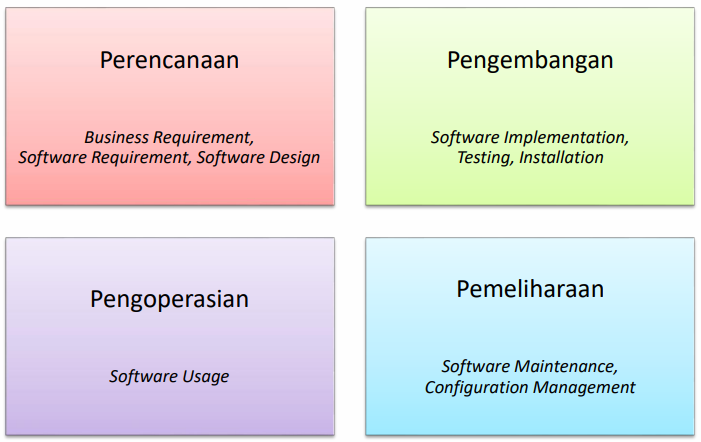 Perencanaan
Business Requirement,
Software Requirement, Software Design
Pengembangan
Software Implementation,
Testing, Installation
Pengoperasian
Software Usage
Pemeliharaan
Software Maintenance,
Configuration Management